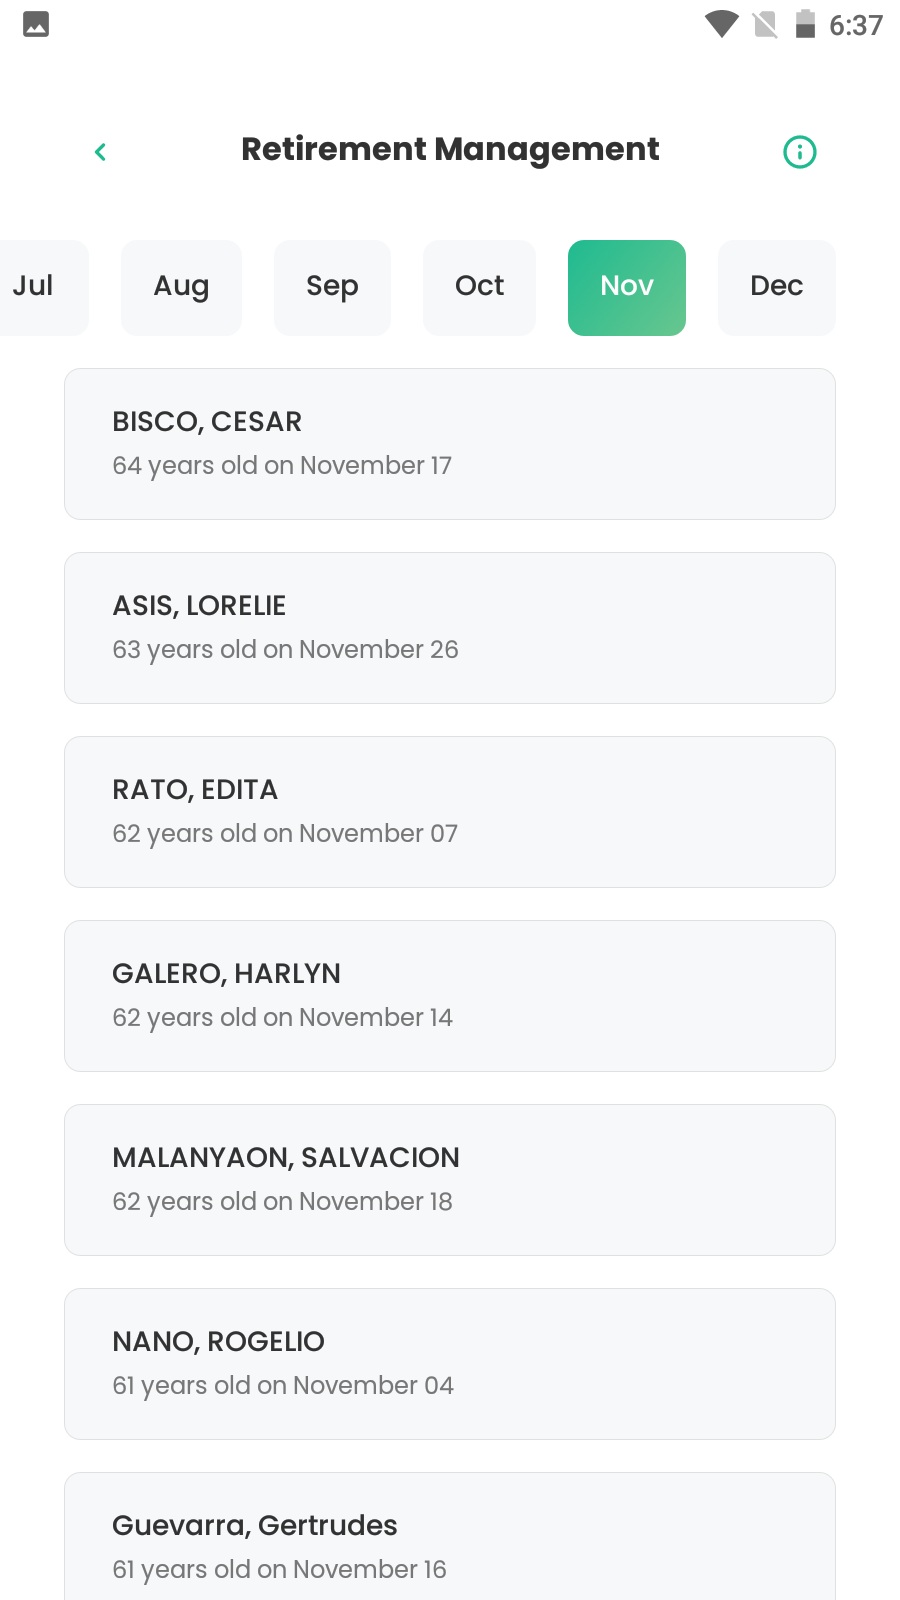 6:37
Retirement Management
Jul Aug Sep Oct Nov Dec
BISCO, CESAR
64 years old on November 17
ASIS, LORELIE
63 years old on November 26
RATO, EDITA
62 years old on November 07
GALERO, HARLYN
62 years old on November 14
MALANYAON, SALVACION
62 years old on November 18
NANO, ROGELIO
61 years old on November 04
Guevarra, Gertrudes
61 years old on November 16